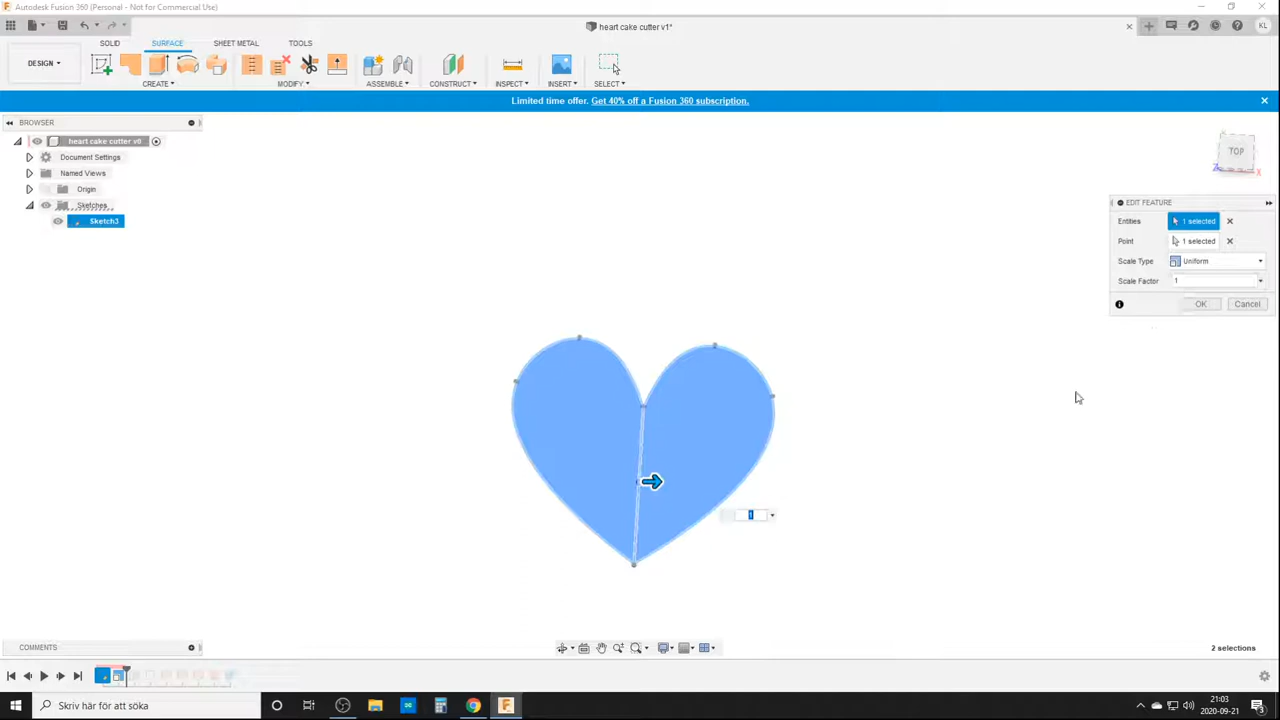 Autodesk Fusion 360 (Personal - Not for Commercial Use)
heart cake cutter v1*
KL
SOLID SURFACE SHEET METAL TOOLS
DESIGN
CREATE MODIFY ASSEMBLE CONSTRUCT INSPECT INSERT SELECT
Limited time offer. Get 40% off a Fusion 360 subscription.
BROWSER
heart cake cutter v6
Document Settings
Named Views
Origin
Sketches
Sketch3
TOP
Z
X
EDIT FEATURE
Entities 1 selected
Point 1 selected
Scale Type Uniform
Scale Factor 1
OK Cancel
1
COMMENTS
2 selections
Skriv här för att söka
21:03
2020-09-21
3